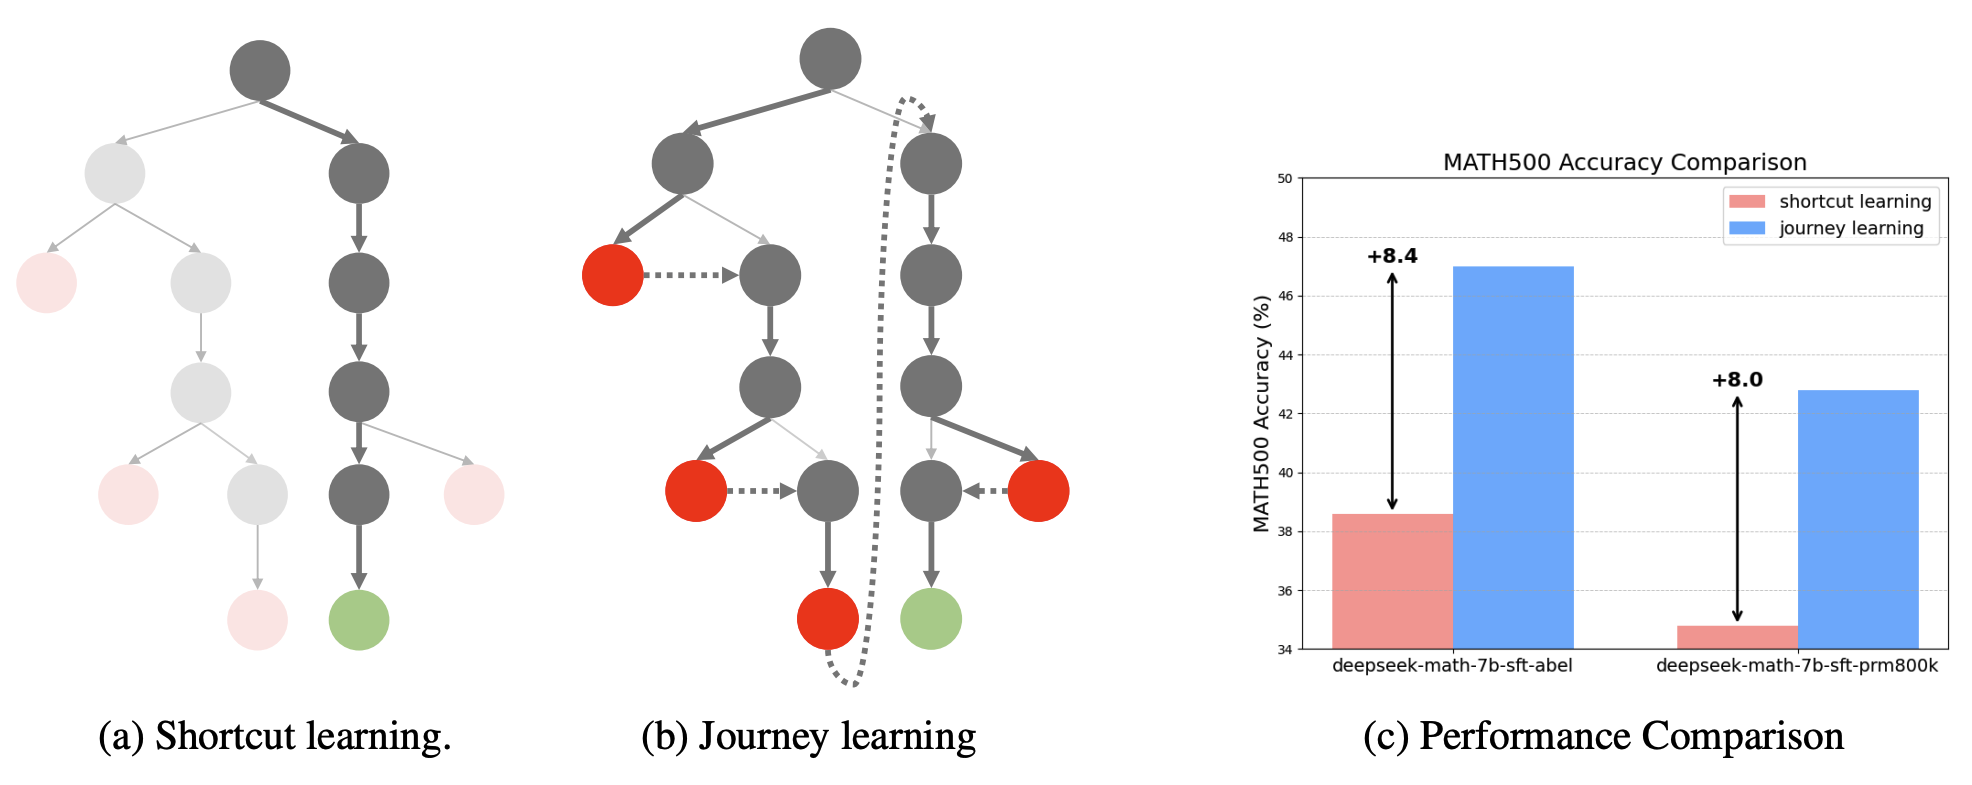 MATH500 Accuracy Comparison
shortcut learning
journey learning
MATH500 Accuracy (%)
50
48
46
44
42
40
38
36
34
+8.4
+8.0
deepseek-math-7b-sft-abel
deepseek-math-7b-sft-prm800k
(a) Shortcut learning.
(b) Journey learning
(c) Performance Comparison